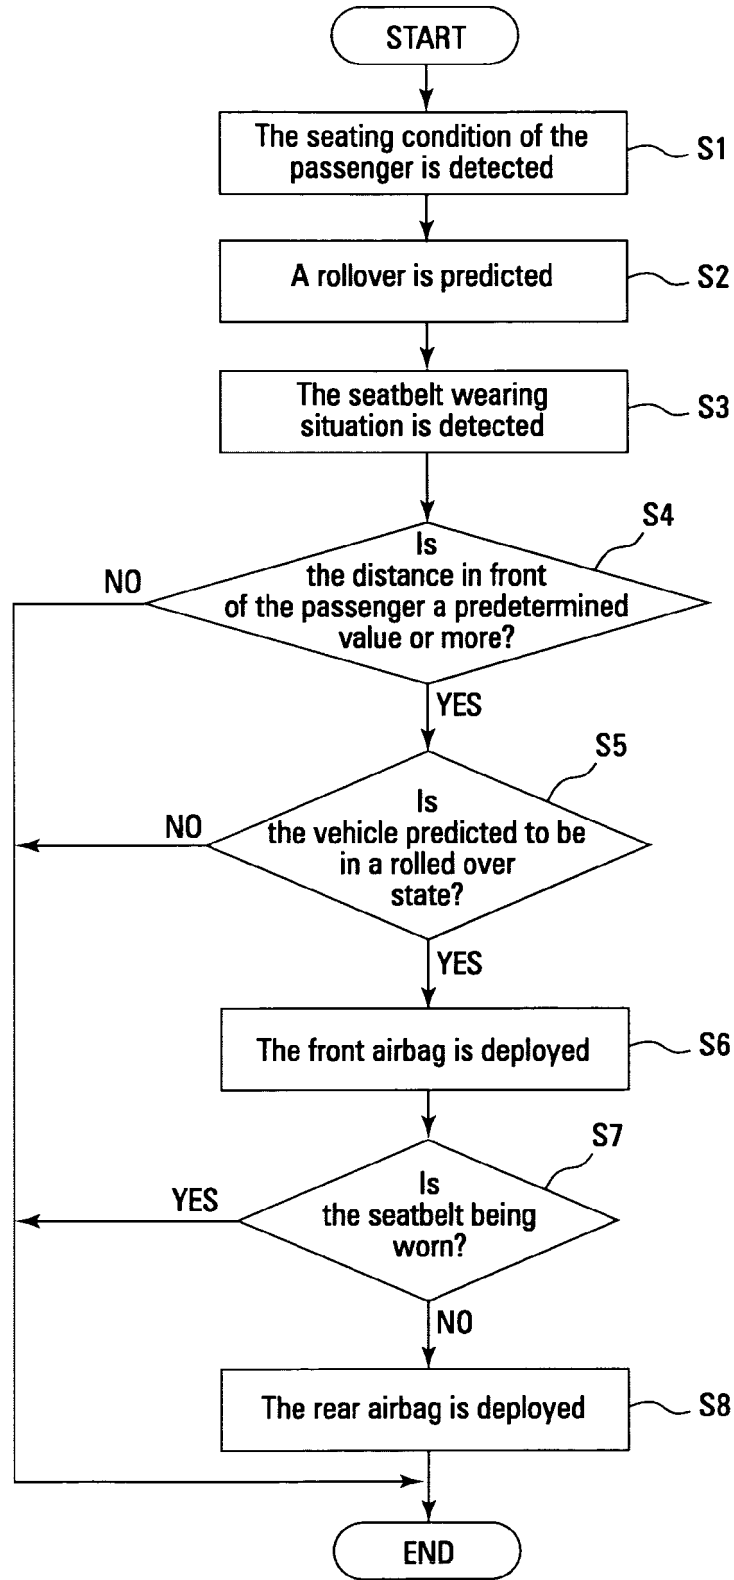 START
The seating condition of the
passenger is detected
S1
A rollover is predicted
S2
The seatbelt wearing
situation is detected
S3
S4
Is
the distance in front
of the passenger a predetermined
value or more?
NO
YES
S5
Is
the vehicle predicted to be
in a rolled over
state?
NO
YES
The front airbag is deployed
S6
S7
Is
the seatbelt being
worn?
YES
NO
The rear airbag is deployed
S8
END